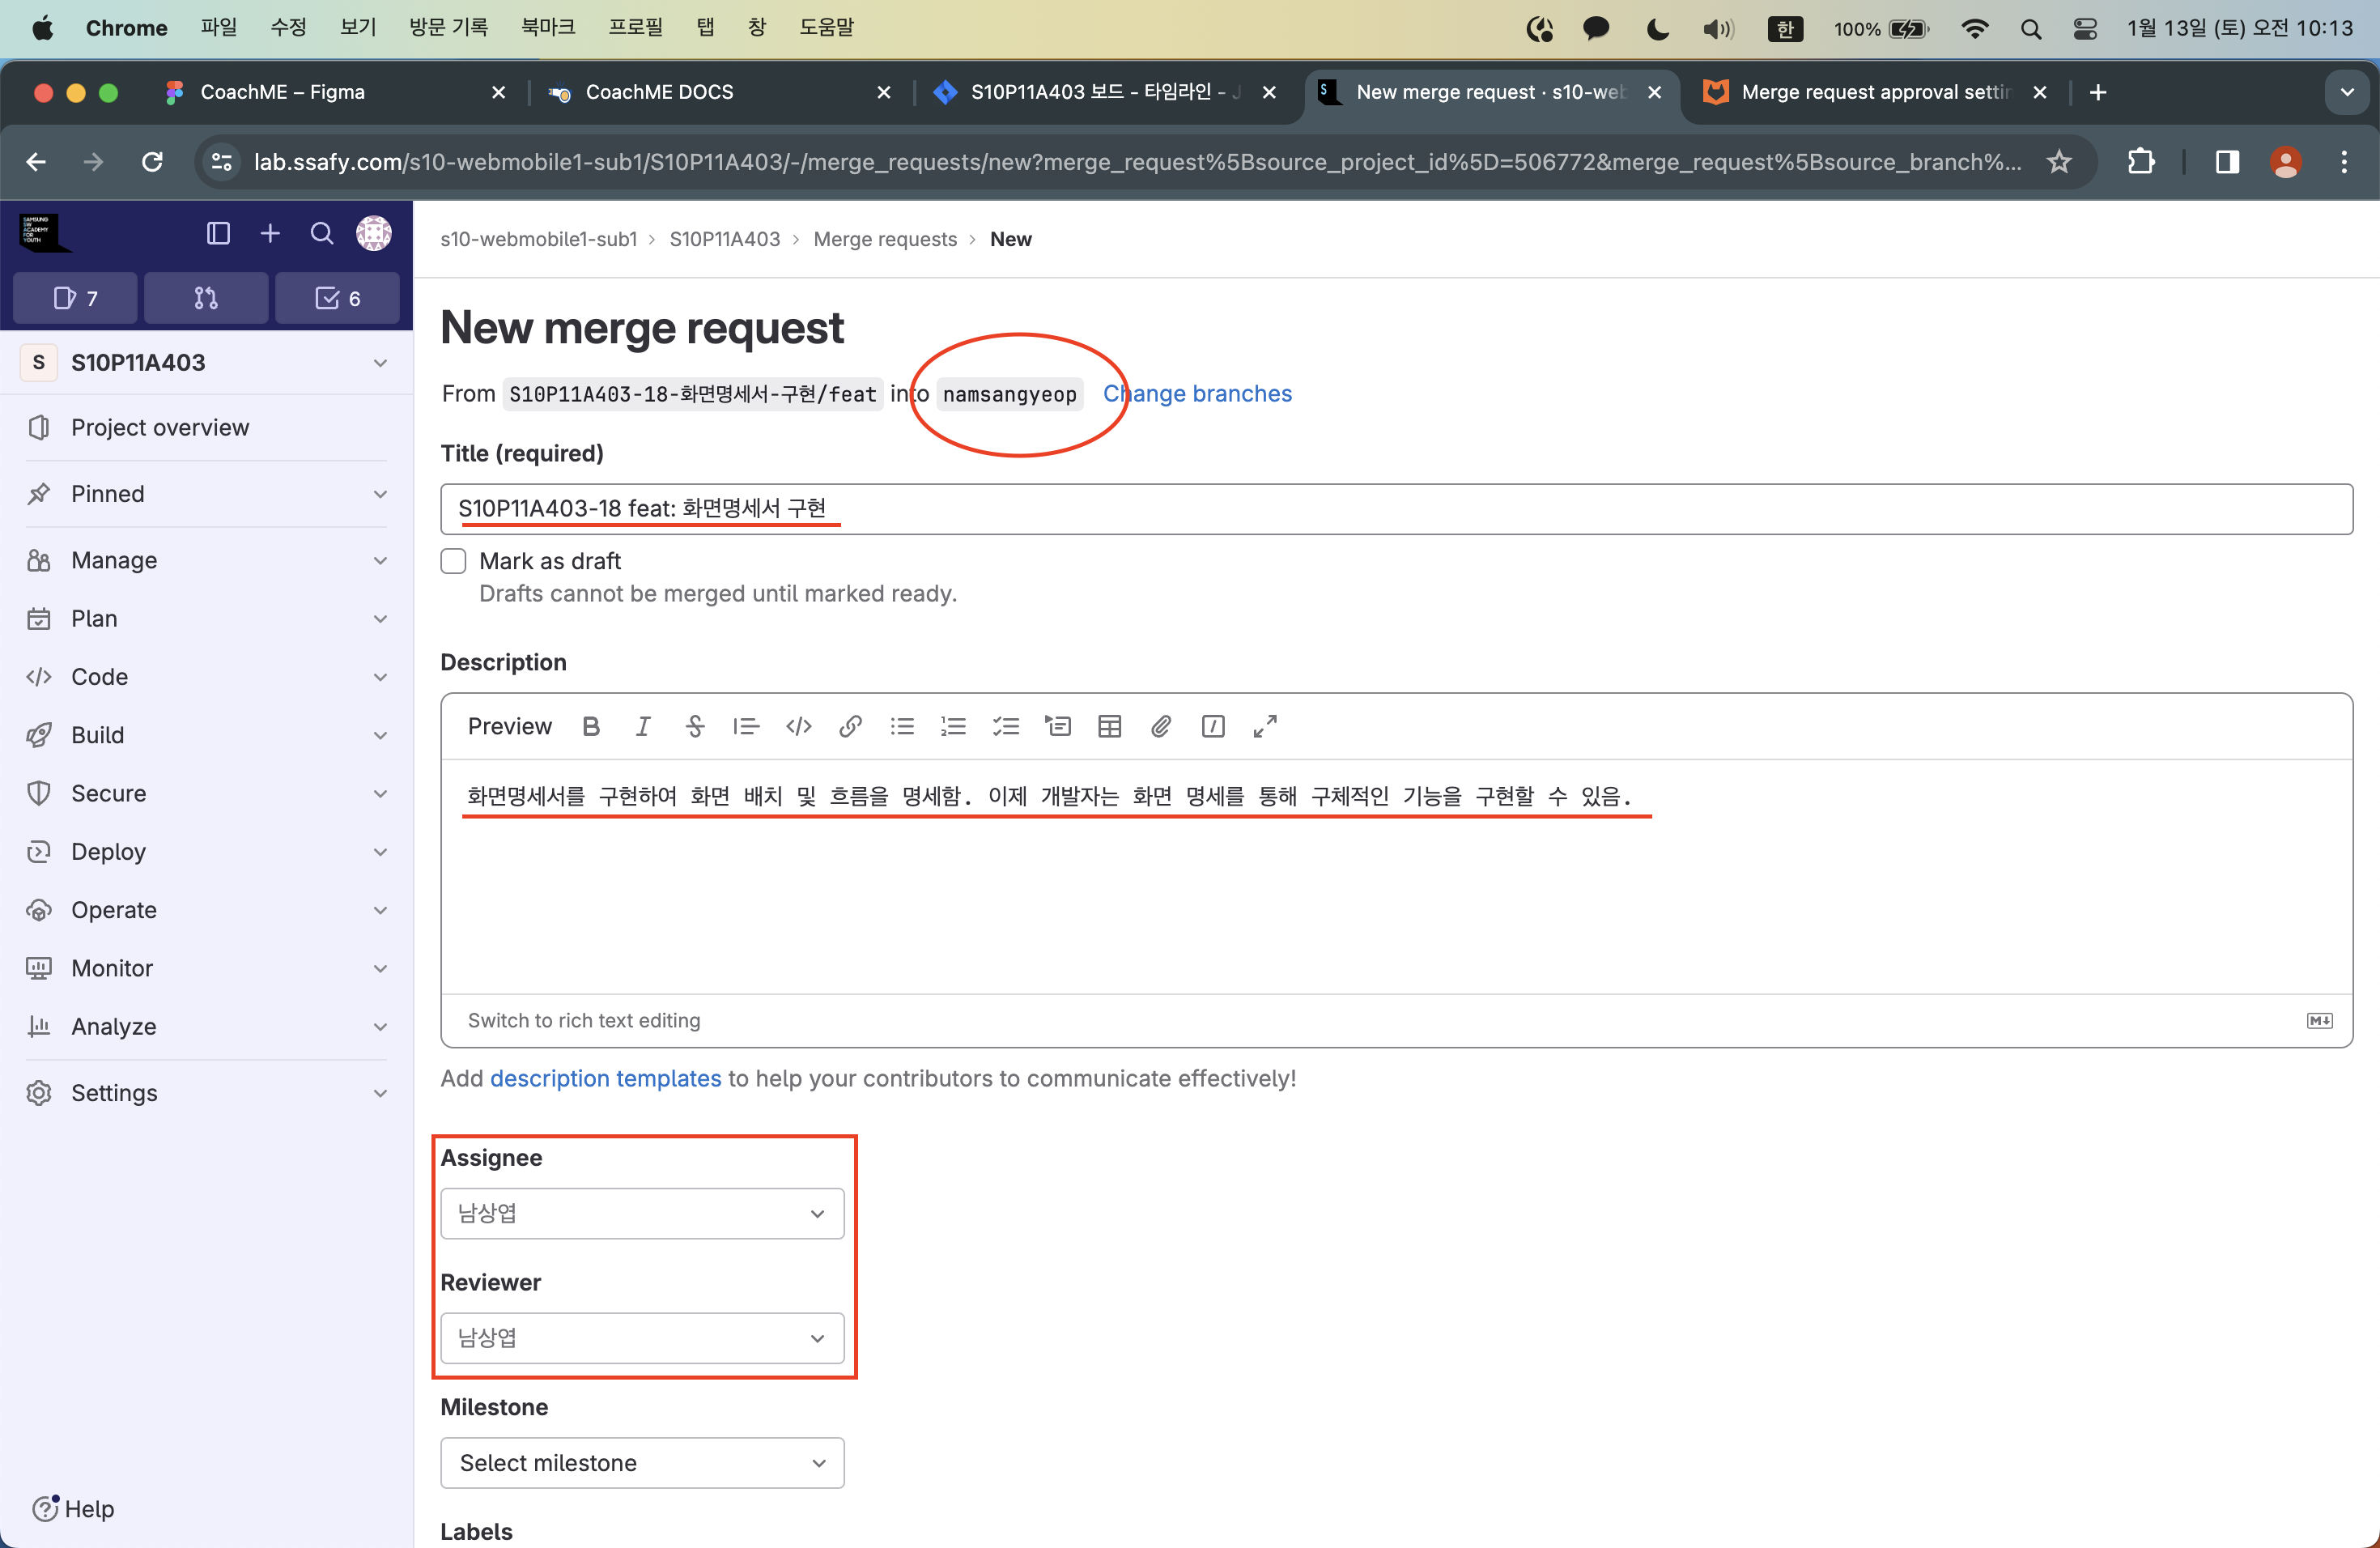 Chrome 파일 수정 보기 방문 기록 북마크 프로필 탭 창 도움말 한 100% 1월 13일 (토) 오전 10:13
CoachME – Figma CoachME DOCS S10P11A403 보드 - 타임라인 - J New merge request · s10-web Merge request approval settin
lab.ssafy.com/s10-webmobile1-sub1/S10P11A403/-/merge_requests/new?merge_request%5Bsource_project_id%5D=506772&merge_request%5Bsource_branch%...
SAMSUNG
SW
ACADEMY
FOR
YOUTH
7 6
S S10P11A403
Project overview
Pinned
Manage
Plan
Code
Build
Secure
Deploy
Operate
Monitor
Analyze
Settings
Help
s10-webmobile1-sub1 › S10P11A403 › Merge requests › New
New merge request
From S10P11A403-18-화면명세서-구현/feat into namsangyeop Change branches
Title (required)
S10P11A403-18 feat: 화면명세서 구현
Mark as draft
Drafts cannot be merged until marked ready.
Description
Preview
화면명세서를 구현하여 화면 배치 및 흐름을 명세함. 이제 개발자는 화면 명세를 통해 구체적인 기능을 구현할 수 있음.
Switch to rich text editing
Add description templates to help your contributors to communicate effectively!
Assignee
남상엽
Reviewer
남상엽
Milestone
Select milestone
Labels